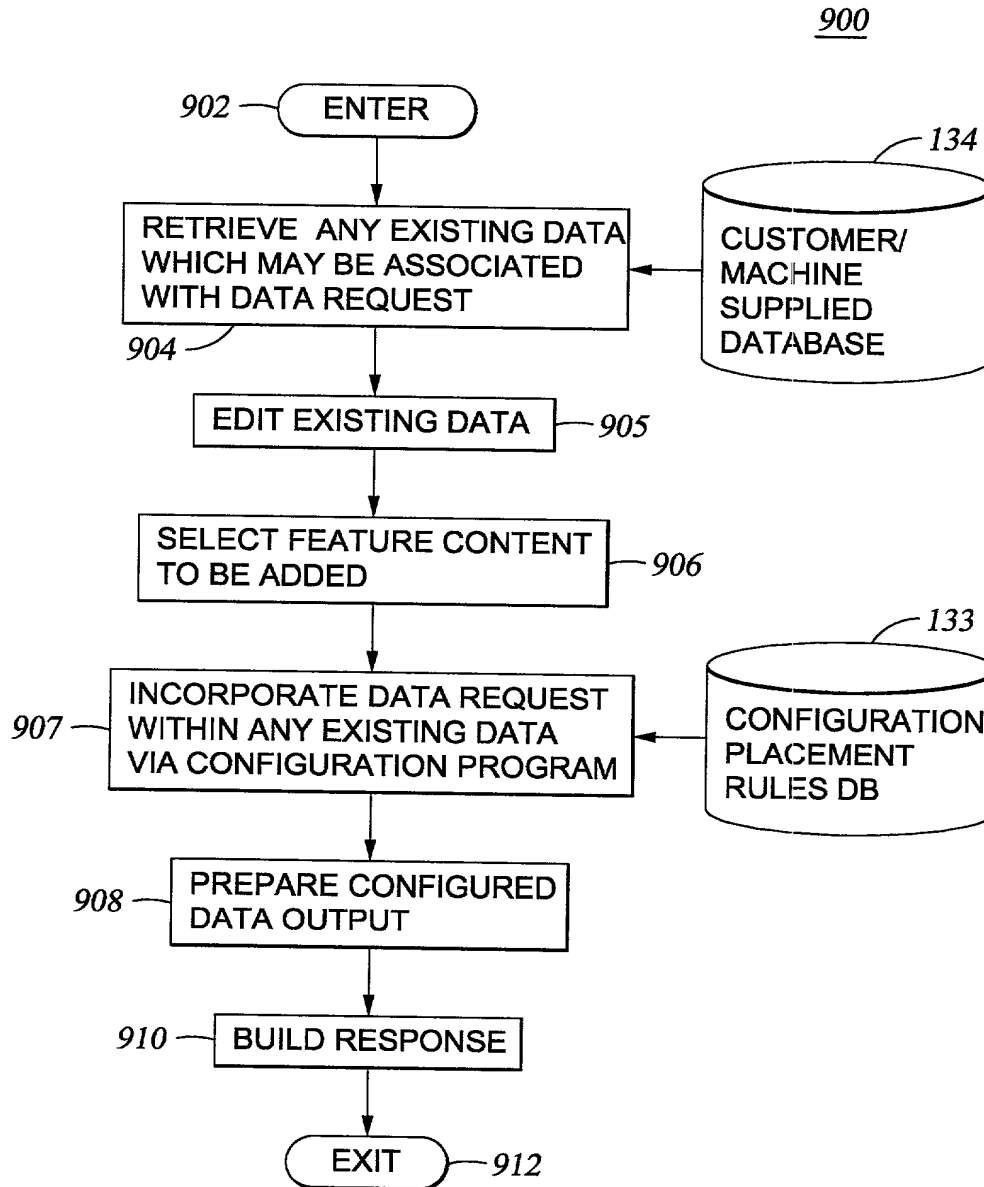 900
902
ENTER
134
RETRIEVE ANY EXISTING DATA
WHICH MAY BE ASSOCIATED
WITH DATA REQUEST
904
CUSTOMER/
MACHINE
SUPPLIED
DATABASE
EDIT EXISTING DATA
905
SELECT FEATURE CONTENT
TO BE ADDED
906
133
907
INCORPORATE DATA REQUEST
WITHIN ANY EXISTING DATA
VIA CONFIGURATION PROGRAM
CONFIGURATION
PLACEMENT
RULES DB
908
PREPARE CONFIGURED
DATA OUTPUT
910
BUILD RESPONSE
EXIT
912